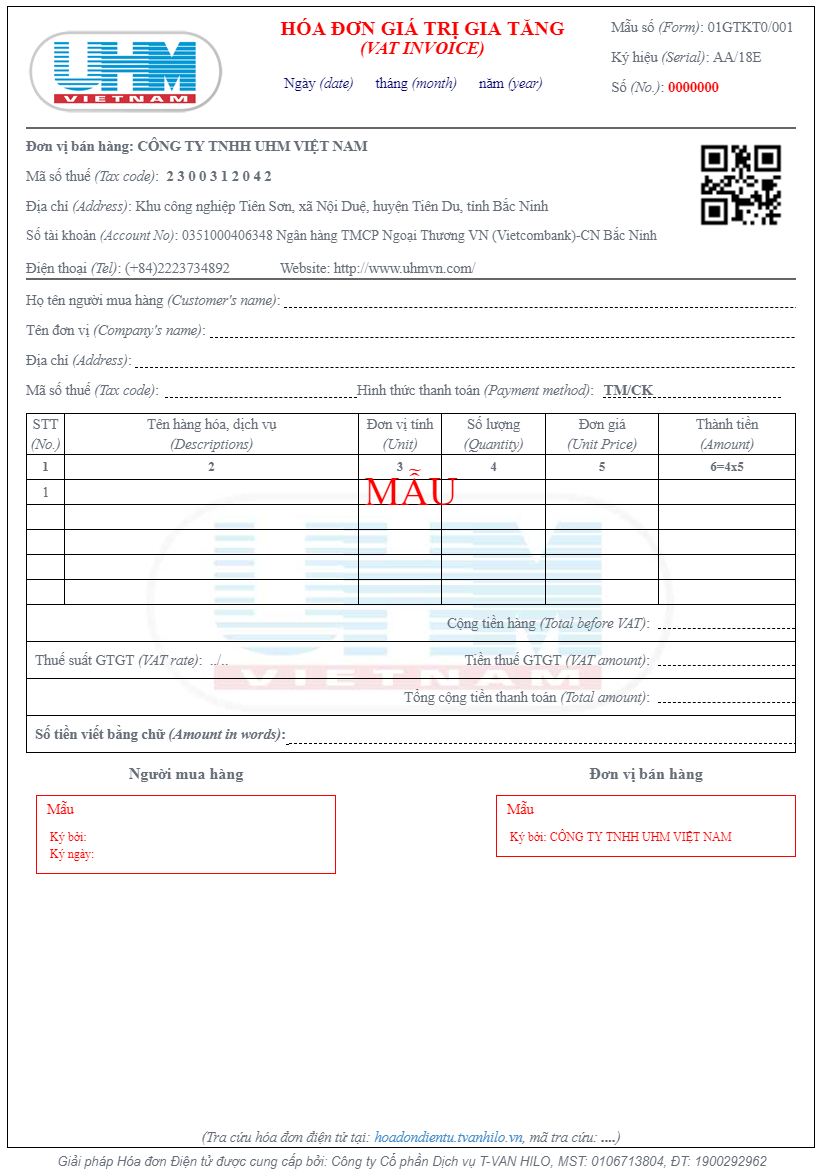 UHM
VIETNAM
HÓA ĐƠN GIÁ TRỊ GIA TĂNG
(VAT INVOICE)
Ngày (date) tháng (month) năm (year)
Mẫu số (Form): 01GTKT0/001
Ký hiệu (Serial): AA/18E
Số (No.): 0000000
Đơn vị bán hàng: CÔNG TY TNHH UHM VIỆT NAM
Mã số thuế (Tax code): 2 3 0 0 3 1 2 0 4 2
Địa chỉ (Address): Khu công nghiệp Tiên Sơn, xã Nội Duệ, huyện Tiên Du, tỉnh Bắc Ninh
Số tài khoản (Account No): 0351000406348 Ngân hàng TMCP Ngoại Thương VN (Vietcombank)-CN Bắc Ninh
Điện thoại (Tel): (+84)2223734892 Website: http://www.uhmvn.com/
Họ tên người mua hàng (Customer's name):
Tên đơn vị (Company's name):
Địa chỉ (Address):
Mã số thuế (Tax code): Hình thức thanh toán (Payment method): TM/CK
STT Tên hàng hóa, dịch vụ Đơn vị tính Số lượng Đơn giá Thành tiền
(No.) (Descriptions) (Unit) (Quantity) (Unit Price) (Amount)
1 2 3 4 5 6=4x5
1
MẪU
UHM
VIETNAM
Cộng tiền hàng (Total before VAT):
Thuế suất GTGT (VAT rate): ../.. Tiền thuế GTGT (VAT amount):
Tổng cộng tiền thanh toán (Total amount):
Số tiền viết bằng chữ (Amount in words):
Người mua hàng Đơn vị bán hàng
Mẫu
Ký bởi:
Ký ngày:
Mẫu
Ký bởi: CÔNG TY TNHH UHM VIỆT NAM
(Tra cứu hóa đơn điện tử tại: hoadondientu.tvanhilo.vn, mã tra cứu: ....)
Giải pháp Hóa đơn Điện tử được cung cấp bởi: Công ty Cổ phần Dịch vụ T-VAN HILO, MST: 0106713804, ĐT: 1900292962